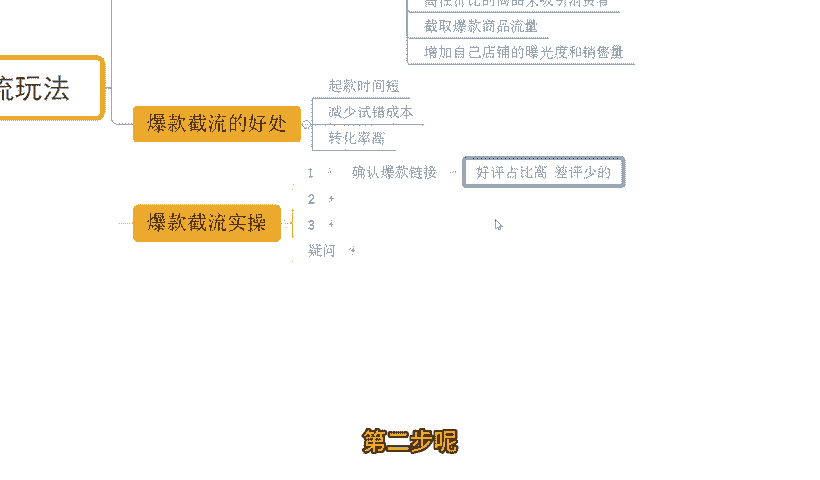 截取爆款商品流量
增加自己店铺的曝光度和销售量
流玩法
起款时间短
爆款截流的好处
减少试错成本
转化率高
1 确认爆款链接 好评占比高 差评少的
2
爆款截流实操
3
疑问
第二步呢